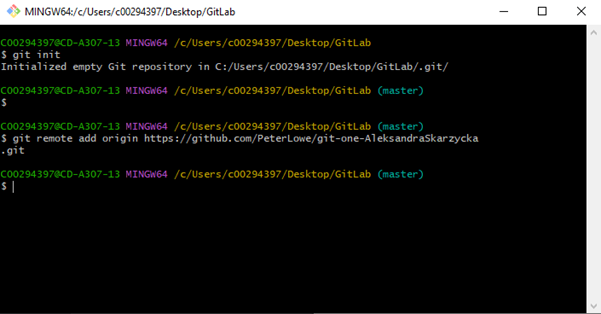 MINGW64:/c/Users/c00294397/Desktop/GitLab
C00294397@CD-A307-13 MINGW64 /c/Users/c00294397/Desktop/GitLab
$ git init
Initialized empty Git repository in C:/Users/c00294397/Desktop/GitLab/.git/
C00294397@CD-A307-13 MINGW64 /c/Users/c00294397/Desktop/GitLab (master)
$
C00294397@CD-A307-13 MINGW64 /c/Users/c00294397/Desktop/GitLab (master)
$ git remote add origin https://github.com/PeterLowe/git-one-AleksandraSkarzycka
.git
C00294397@CD-A307-13 MINGW64 /c/Users/c00294397/Desktop/GitLab (master)
$